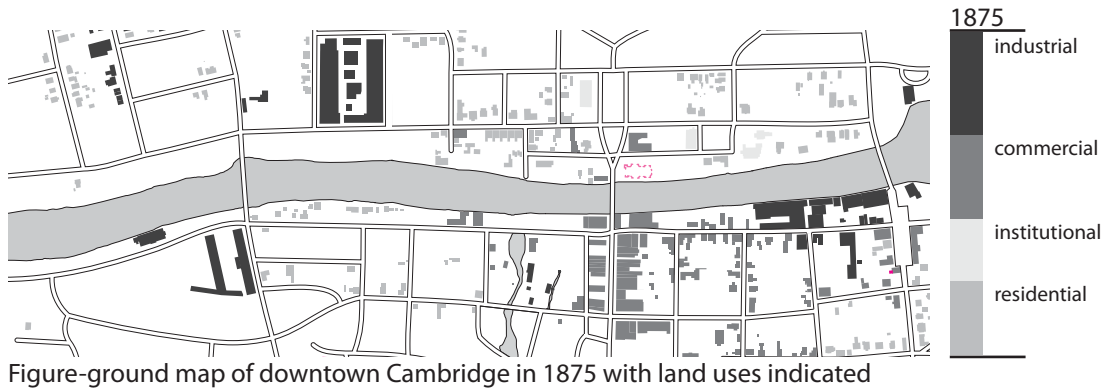 1875
industrial
commercial
institutional
residential
Figure-ground map of downtown Cambridge in 1875 with land uses indicated